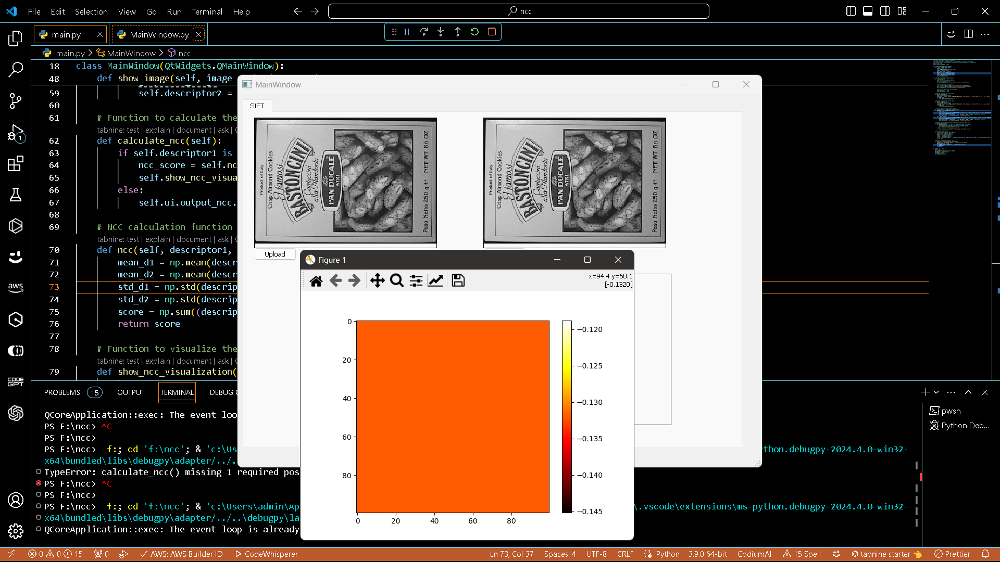 File Edit Selection View Go Run Terminal Help
ncc
main.py
MainWindow.py
main.py > MainWindow > ncc
18 class MainWindow(QtWidgets.QMainWindow):
48 def show_image(self, image_
59 self.descriptor2 =
60
61 # Function to calculate the
tabnine: test | explain | document | ask |
62 def calculate_ncc(self):
63 if self.descriptor1 is
64 ncc_score = self.nc
65 self.show_ncc_visua
66 else:
67 self.ui.output_ncc.
68
69 # NCC calculation function
tabnine: test | explain | document | ask |
70 def ncc(self, descriptor1,
71 mean_d1 = np.mean(descr
72 mean_d2 = np.mean(descr
73 std_d1 = np.std(descrip
74 std_d2 = np.std(descrip
75 score = np.sum((descrip
76 return score
77
78 # Function to visualize the
tabnine: test | explain | document | ask |
79 def show_ncc_visualization(
MainWindow
SIFT
Product of Italy
Crisp Almond Cookies
I famosi
BASTONCINI
Cantuccini
alla Mandorla
PAN DUCALE
ATRI
Peso Netto 250 g e NET WT 8.8 OZ
Product of Italy
Crisp Almond Cookies
I famosi
BASTONCINI
Cantuccini
alla Mandorla
PAN DUCALE
ATRI
Peso Netto 250 g e NET WT 8.8 OZ
Upload
Figure 1
x=94.4 y=68.1
[-0.1320]
0
20
40
60
80
0 20 40 60 80
−0.120
−0.125
−0.130
−0.135
−0.140
−0.145
PROBLEMS 15 OUTPUT TERMINAL DEBUG
QCoreApplication::exec: The event loo
PS F:\ncc> ^C
PS F:\ncc>
PS F:\ncc> f:; cd 'f:\ncc'; & 'c:\Us
ython.debugpy-2024.4.0-win32-
x64\bundled\libs\debugpy\adapter/../.
TypeError: calculate_ncc() missing 1 required pos
PS F:\ncc> ^C
PS F:\ncc>
PS F:\ncc> f:; cd 'f:\ncc'; & 'c:\Users\admin\Ap
\.vscode\extensions\ms-python.debugpy-2024.4.0-win32-
x64\bundled\libs\debugpy\adapter/../..\debugpy\la
QCoreApplication::exec: The event loop is already
pwsh
Python Deb...
1
aws
CODE
GPT
0 0 15 0 AWS: AWS Builder ID CodeWhisperer
Ln 73, Col 37 Spaces: 4 UTF-8 CRLF Python 3.9.0 64-bit CodiumAI 15 Spell tabnine starter Prettier